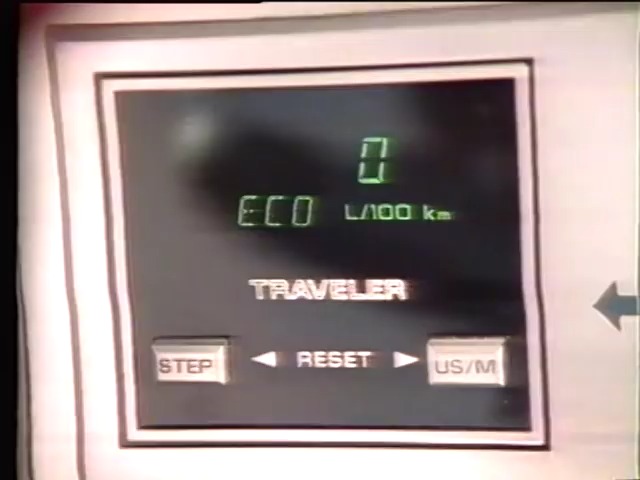 0
ECO L/100 km
TRAVELER
STEP ◄ RESET ► US/M